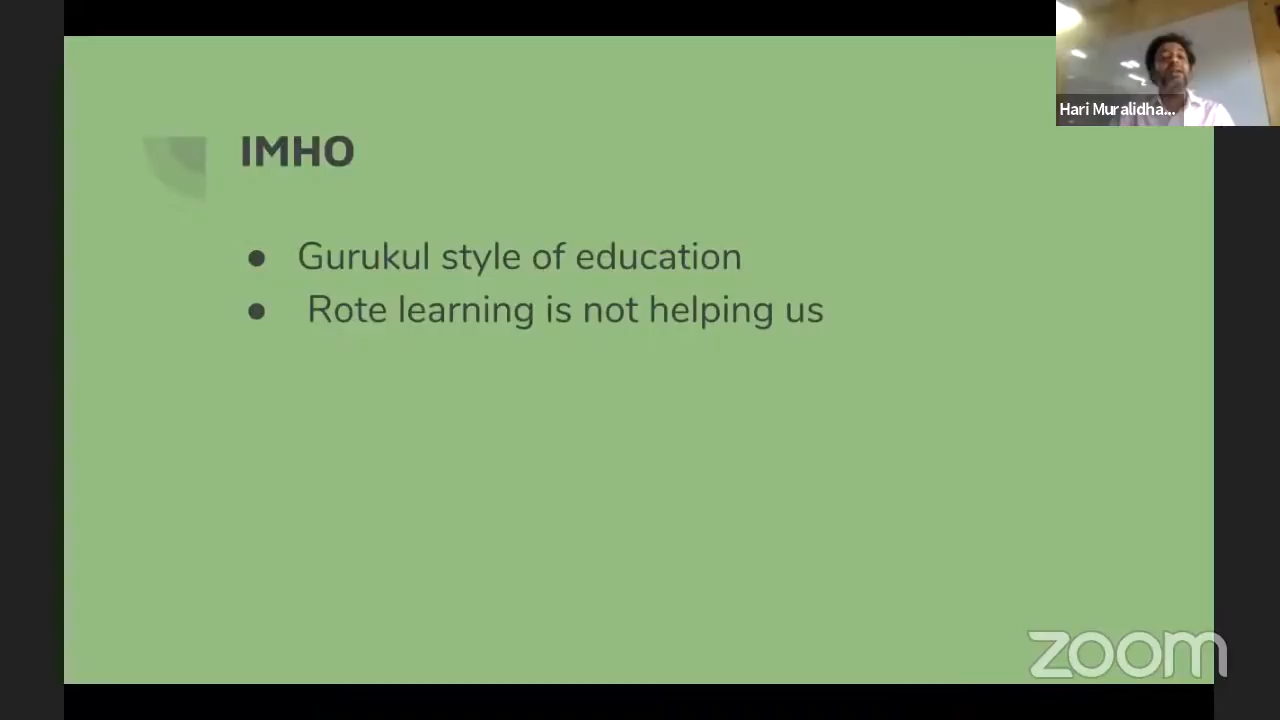 Hari Muralidha...
IMHO
● Gurukul style of education
● Rote learning is not helping us
zoom